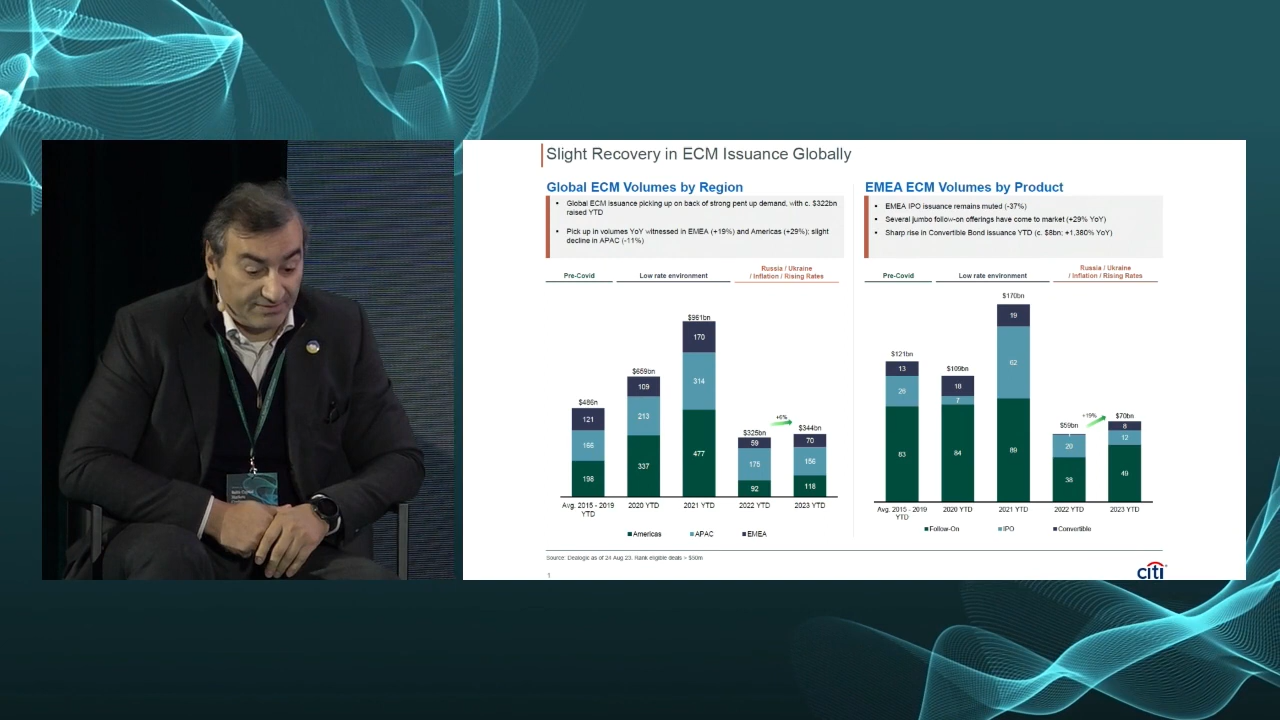 Slight Recovery in ECM Issuance Globally
Global ECM Volumes by Region
Global ECM issuance picking up on back of strong pent up demand, with c. $322bn
raised YTD
Pick up in volumes YoY witnessed in EMEA (+19%) and Americas (+29%); slight
decline in APAC (-11%)
Pre-Covid
Low rate environment
Russia / Ukraine
/ Inflation / Rising Rates
$486n
121
166
198
$659bn
109
213
337
$961bn
170
314
477
$325bn
59
175
92
+6%
$344bn
70
156
118
Avg. 2015 - 2019
YTD
2020 YTD
2021 YTD
2022 YTD
2023 YTD
Americas
APAC
EMEA
EMEA ECM Volumes by Product
EMEA IPO issuance remains muted (-37%)
Several jumbo follow-on offerings have come to market (+29% YoY)
Sharp rise in Convertible Bond issuance YTD (c. $8bn; +1,380% YoY)
Pre-Covid
Low rate environment
Russia / Ukraine
/ Inflation / Rising Rates
$121bn
13
26
83
$109bn
18
7
84
$170bn
19
62
89
$59bn
20
38
+19%
$70bn
8
12
49
Avg. 2015 - 2019
YTD
2020 YTD
2021 YTD
2022 YTD
2023 YTD
Follow-On
IPO
Convertible
Source: Dealogic as of 24 Aug 23. Rank eligible deals > $50m
1
citi